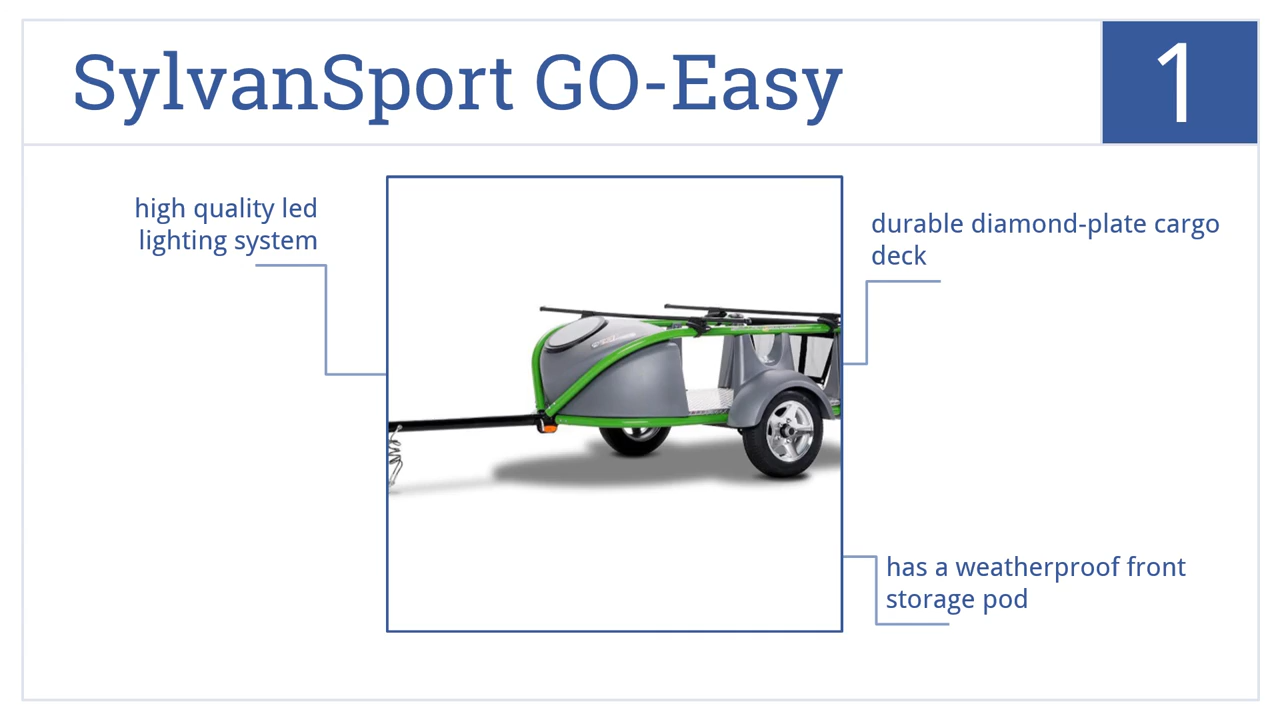 SylvanSport GO-Easy
1
high quality led
lighting system
durable diamond-plate cargo
deck
has a weatherproof front
storage pod